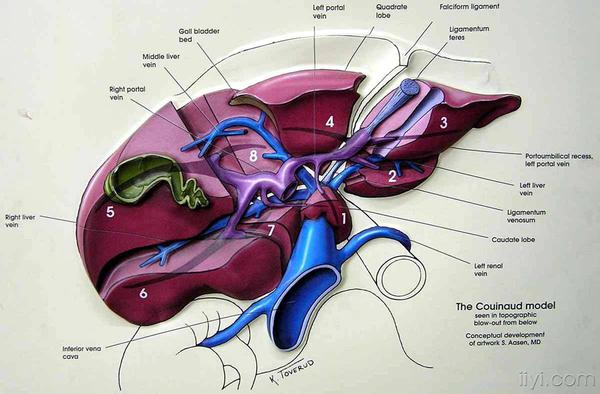 Left portal
vein
Quadrate
lobe
Falciform ligament
Gall bladder
bed
Ligamentum
teres
Middle liver
vein
Right portal
vein
4
3
8
Portoumbilical recess,
left portal vein
2
Left liver
vein
5
Right liver
vein
1
Ligamentum
venosum
7
Caudate lobe
Left renal
vein
6
The Couinaud model
seen in topographic
blow-out from below
Conceptual development
of artwork S. Aasen, MD
Inferior vena
cava
K. TOVERUD
iiyi.com